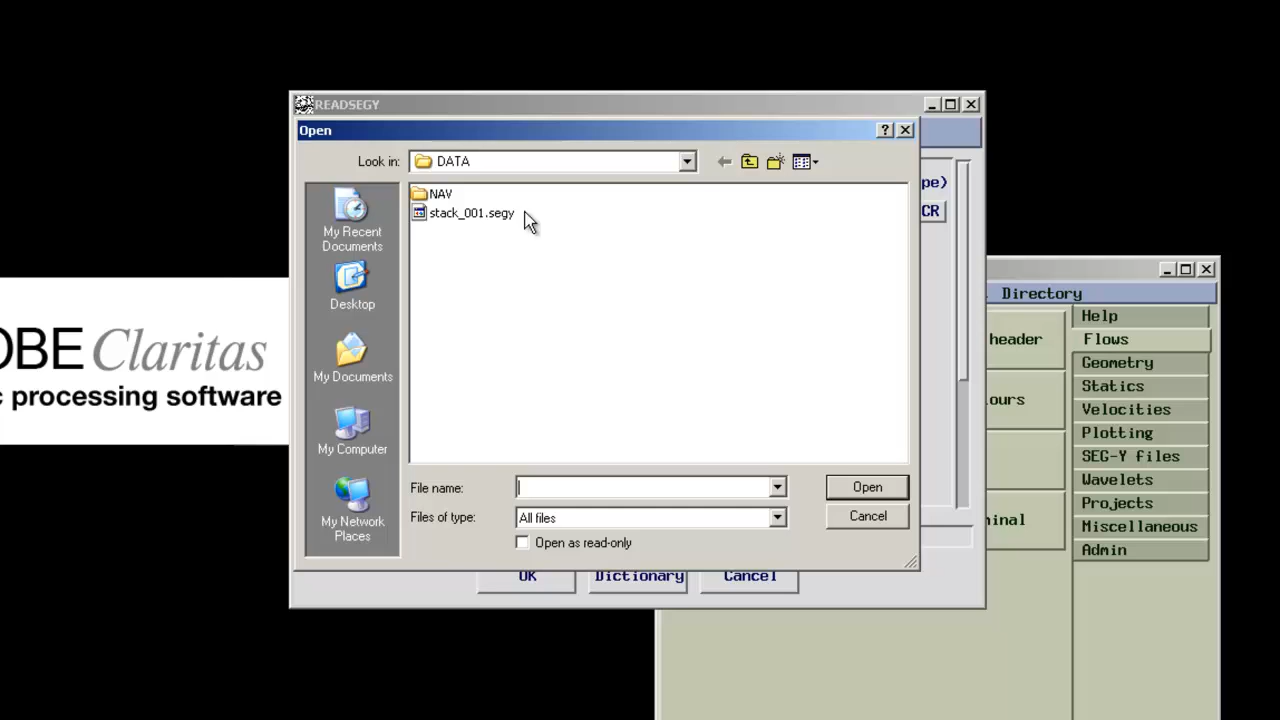 READSEGY
Open
Look in: DATA
pe)
CR
NAV
stack_001.segy
My Recent
Documents
Desktop
My Documents
My Computer
My Network
Places
File name:
Open
Files of type: All files
Cancel
Open as read-only
OK
Dictionary
Cancel
OBE Claritas
c processing software
Directory
header
ours
inal
Help
Flows
Geometry
Statics
Velocities
Plotting
SEG-Y files
Wavelets
Projects
Miscellaneous
Admin